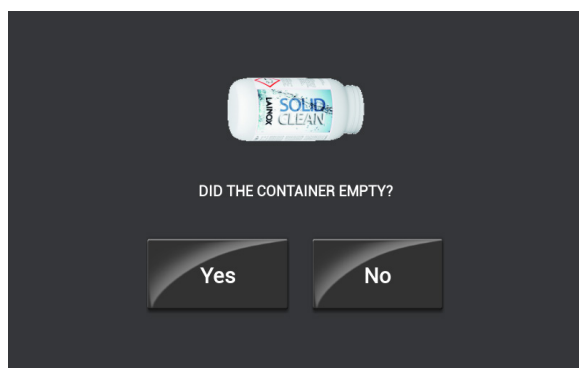 LAINOX
SOLID
CLEAN
DID THE CONTAINER EMPTY?
Yes
No